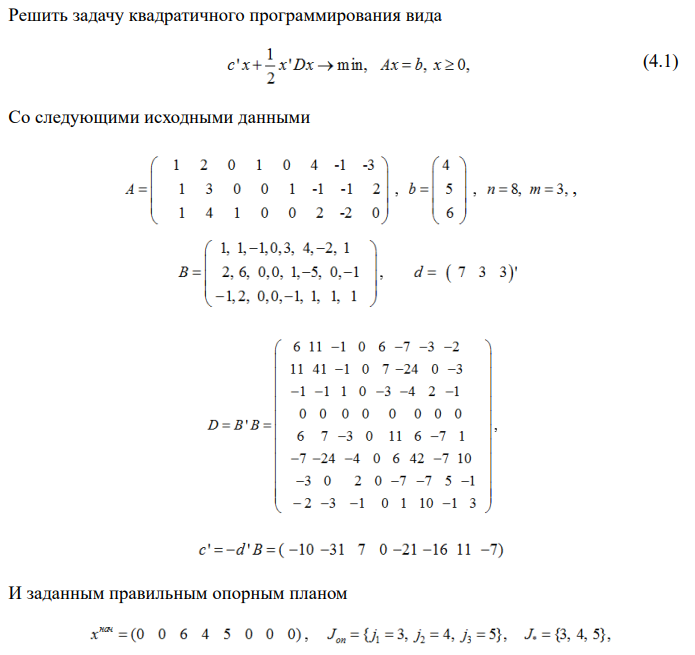 Решить задачу квадратичного программирования вида
c'x + 1/2 x'Dx → min, Ax = b, x ≥ 0, (4.1)
Со следующими исходными данными
A = ( 1 2 0 1 0 4 -1 -3
1 3 0 0 1 -1 -1 2
1 4 1 0 0 2 -2 0 ) , b = ( 4
5
6 ) , n = 8, m = 3, ,
B = ( 1, 1, −1,0,3, 4,−2, 1
2, 6, 0,0, 1,−5, 0,−1
−1,2, 0,0,−1, 1, 1, 1 ) , d = ( 7 3 3 )'
D = B'B = ( 6 11 −1 0 6 −7 −3 −2
11 41 −1 0 7 −24 0 −3
−1 −1 1 0 −3 −4 2 −1
0 0 0 0 0 0 0 0
6 7 −3 0 11 6 −7 1
−7 −24 −4 0 6 42 −7 10
−3 0 2 0 −7 −7 5 −1
−2 −3 −1 0 1 10 −1 3 ) ,
c' = −d'B = ( −10 −31 7 0 −21 −16 11 −7)
И заданным правильным опорным планом
xнач = (0 0 6 4 5 0 0 0), Jоп = {j1 = 3, j2 = 4, j3 = 5}, J* = {3, 4, 5},